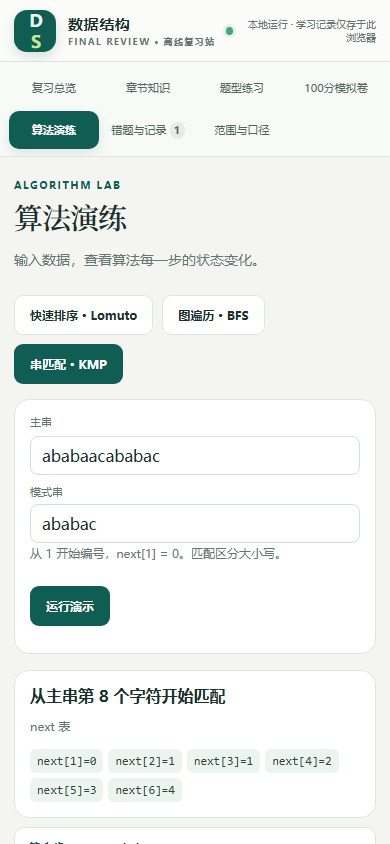 D
S
数据结构
FINAL REVIEW • 离线复习站
本地运行 · 学习记录仅存于此
浏览器
复习总览
章节知识
题型练习
100分模拟卷
算法演练
错题与记录 1
范围与口径
ALGORITHM LAB
算法演练
输入数据，查看算法每一步的状态变化。
快速排序 • Lomuto
图遍历 • BFS
串匹配 • KMP
主串
ababaacababac
模式串
ababac
从 1 开始编号，next[1] = 0。匹配区分大小写。
运行演示
从主串第 8 个字符开始匹配
next 表
next[1]=0 next[2]=1 next[3]=1 next[4]=2
next[5]=3 next[6]=4